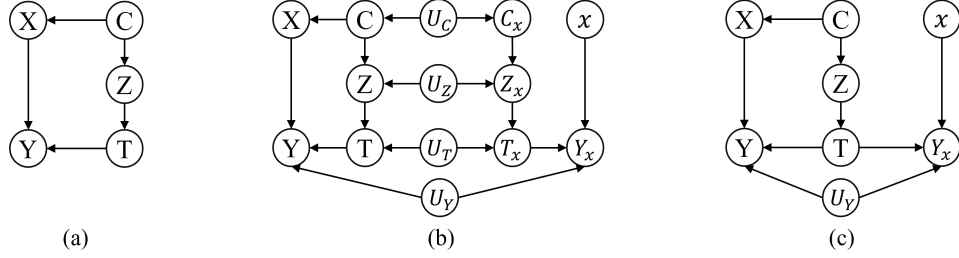 X C X C U_C C_x x X C x
Z Z U_Z Z_x Z
Y T Y T U_T T_x Y_x Y T Y_x
U_Y U_Y
(a) (b) (c)